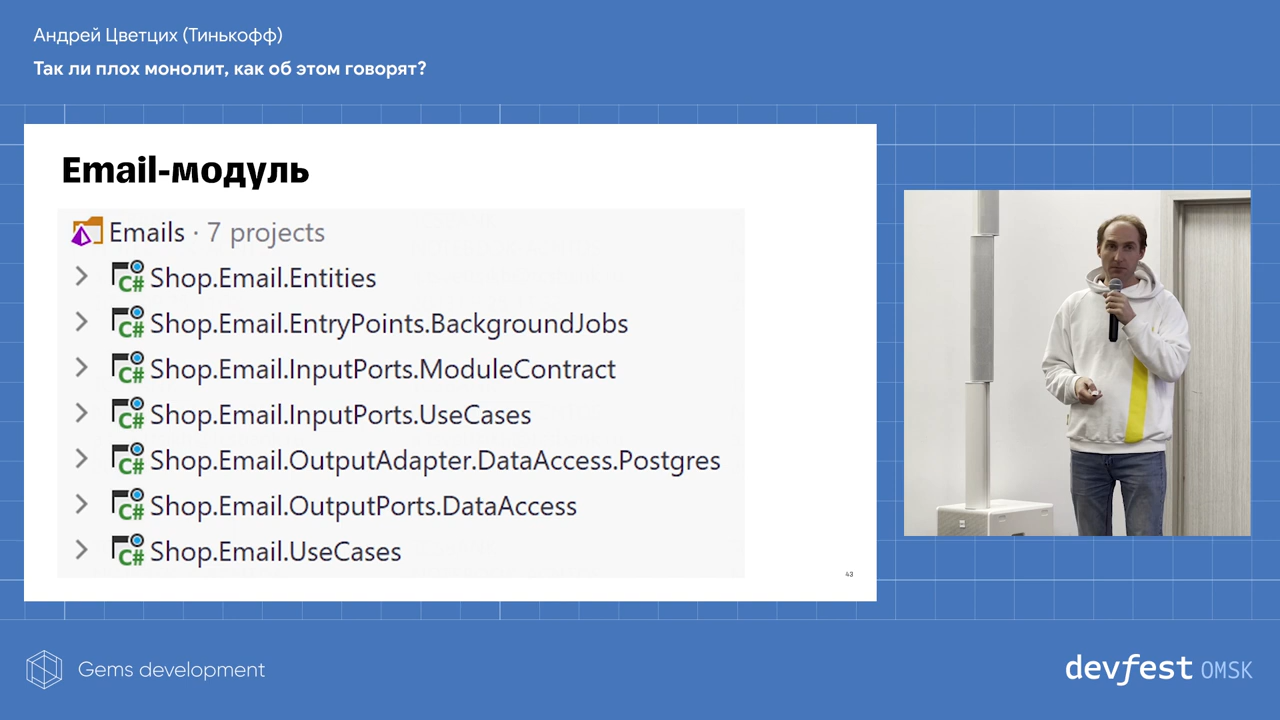 Андрей Цветцих (Тинькофф)
Так ли плох монолит, как об этом говорят?
Email-модуль
Emails · 7 projects
C# Shop.Email.Entities
C# Shop.Email.EntryPoints.BackgroundJobs
C# Shop.Email.InputPorts.ModuleContract
C# Shop.Email.InputPorts.UseCases
C# Shop.Email.OutputAdapter.DataAccess.Postgres
C# Shop.Email.OutputPorts.DataAccess
C# Shop.Email.UseCases
43
Gems development
devfest OMSK